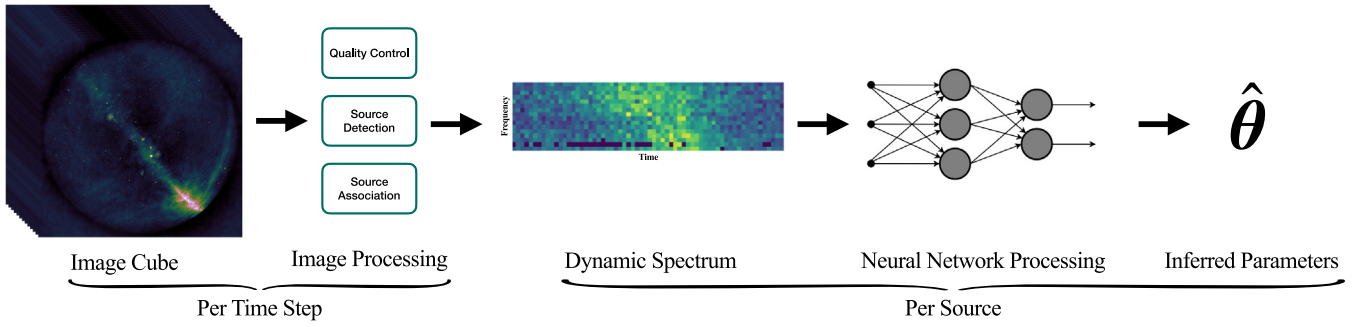 Quality Control
Source
Detection
Source
Association
Frequency
Time
θ̂
Image Cube
Image Processing
Dynamic Spectrum
Neural Network Processing
Inferred Parameters
Per Time Step
Per Source